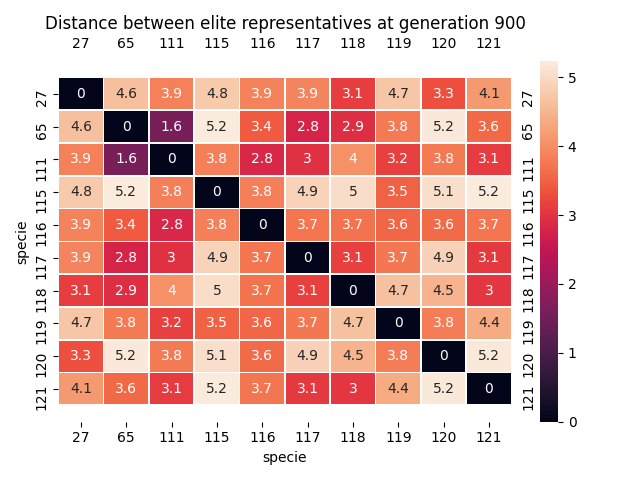 Distance between elite representatives at generation 900
27 65 111 115 116 117 118 119 120 121
27 0 4.6 3.9 4.8 3.9 3.9 3.1 4.7 3.3 4.1 27 5
65 4.6 0 1.6 5.2 3.4 2.8 2.9 3.8 5.2 3.6 65
111 3.9 1.6 0 3.8 2.8 3 4 3.2 3.8 3.1 111 4
115 4.8 5.2 3.8 0 3.8 4.9 5 3.5 5.1 5.2 115
116 3.9 3.4 2.8 3.8 0 3.7 3.7 3.6 3.6 3.7 116 3
specie
117 3.9 2.8 3 4.9 3.7 0 3.1 3.7 4.9 3.1 117
118 3.1 2.9 4 5 3.7 3.1 0 4.7 4.5 3 118 2
119 4.7 3.8 3.2 3.5 3.6 3.7 4.7 0 3.8 4.4 119
120 3.3 5.2 3.8 5.1 3.6 4.9 4.5 3.8 0 5.2 120 1
121 4.1 3.6 3.1 5.2 3.7 3.1 3 4.4 5.2 0 121
0
27 65 111 115 116 117 118 119 120 121
specie